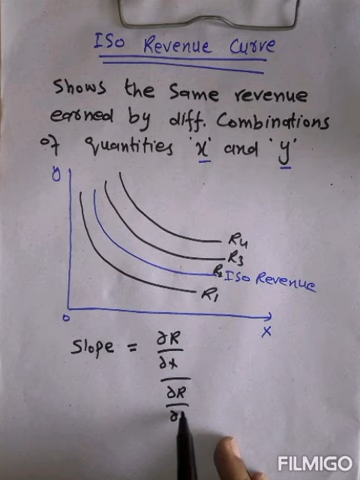 Iso Revenue Curve
Shows the same revenue
earned by diff. Combinations
of quantities 'x' and 'y'
y
R4
R3
R2 Iso Revenue
R1
0
x
Slope = ∂R
∂x
∂R
∂
FILMIGO